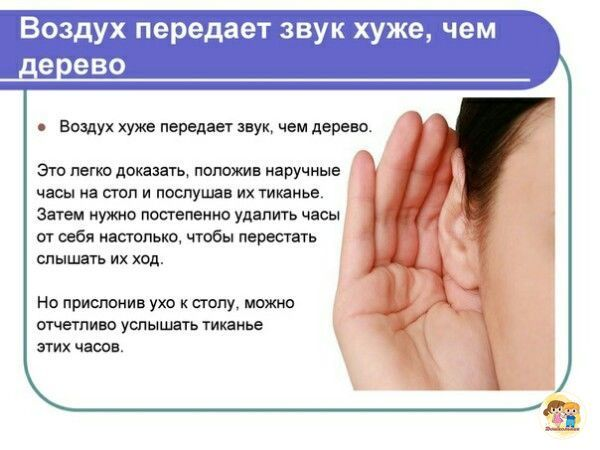 Воздух передает звук хуже, чем
дерево
Воздух хуже передает звук, чем дерево.
Это легко доказать, положив наручные
часы на стол и послушав их тиканье.
Затем нужно постепенно удалить часы
от себя настолько, чтобы перестать
слышать их ход.
Но прислонив ухо к столу, можно
отчетливо услышать тиканье
этих часов.
Дошкольник